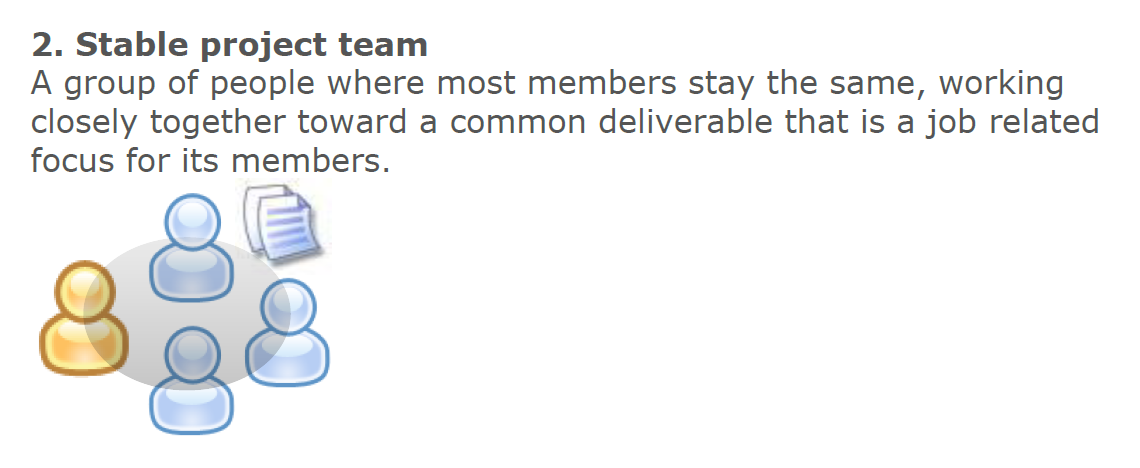 2. Stable project team
A group of people where most members stay the same, working
closely together toward a common deliverable that is a job related
focus for its members.